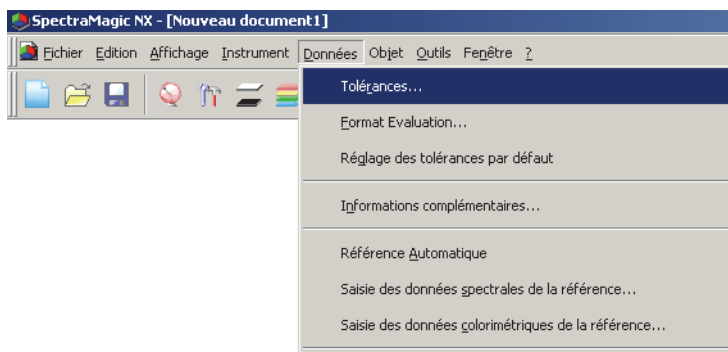 SpectraMagic NX - [Nouveau document1]
Fichier Edition Affichage Instrument Données Objet Outils Fenêtre ?
Tolérances...
Format Evaluation...
Réglage des tolérances par défaut
Informations complémentaires...
Référence Automatique
Saisie des données spectrales de la référence...
Saisie des données colorimétriques de la référence...